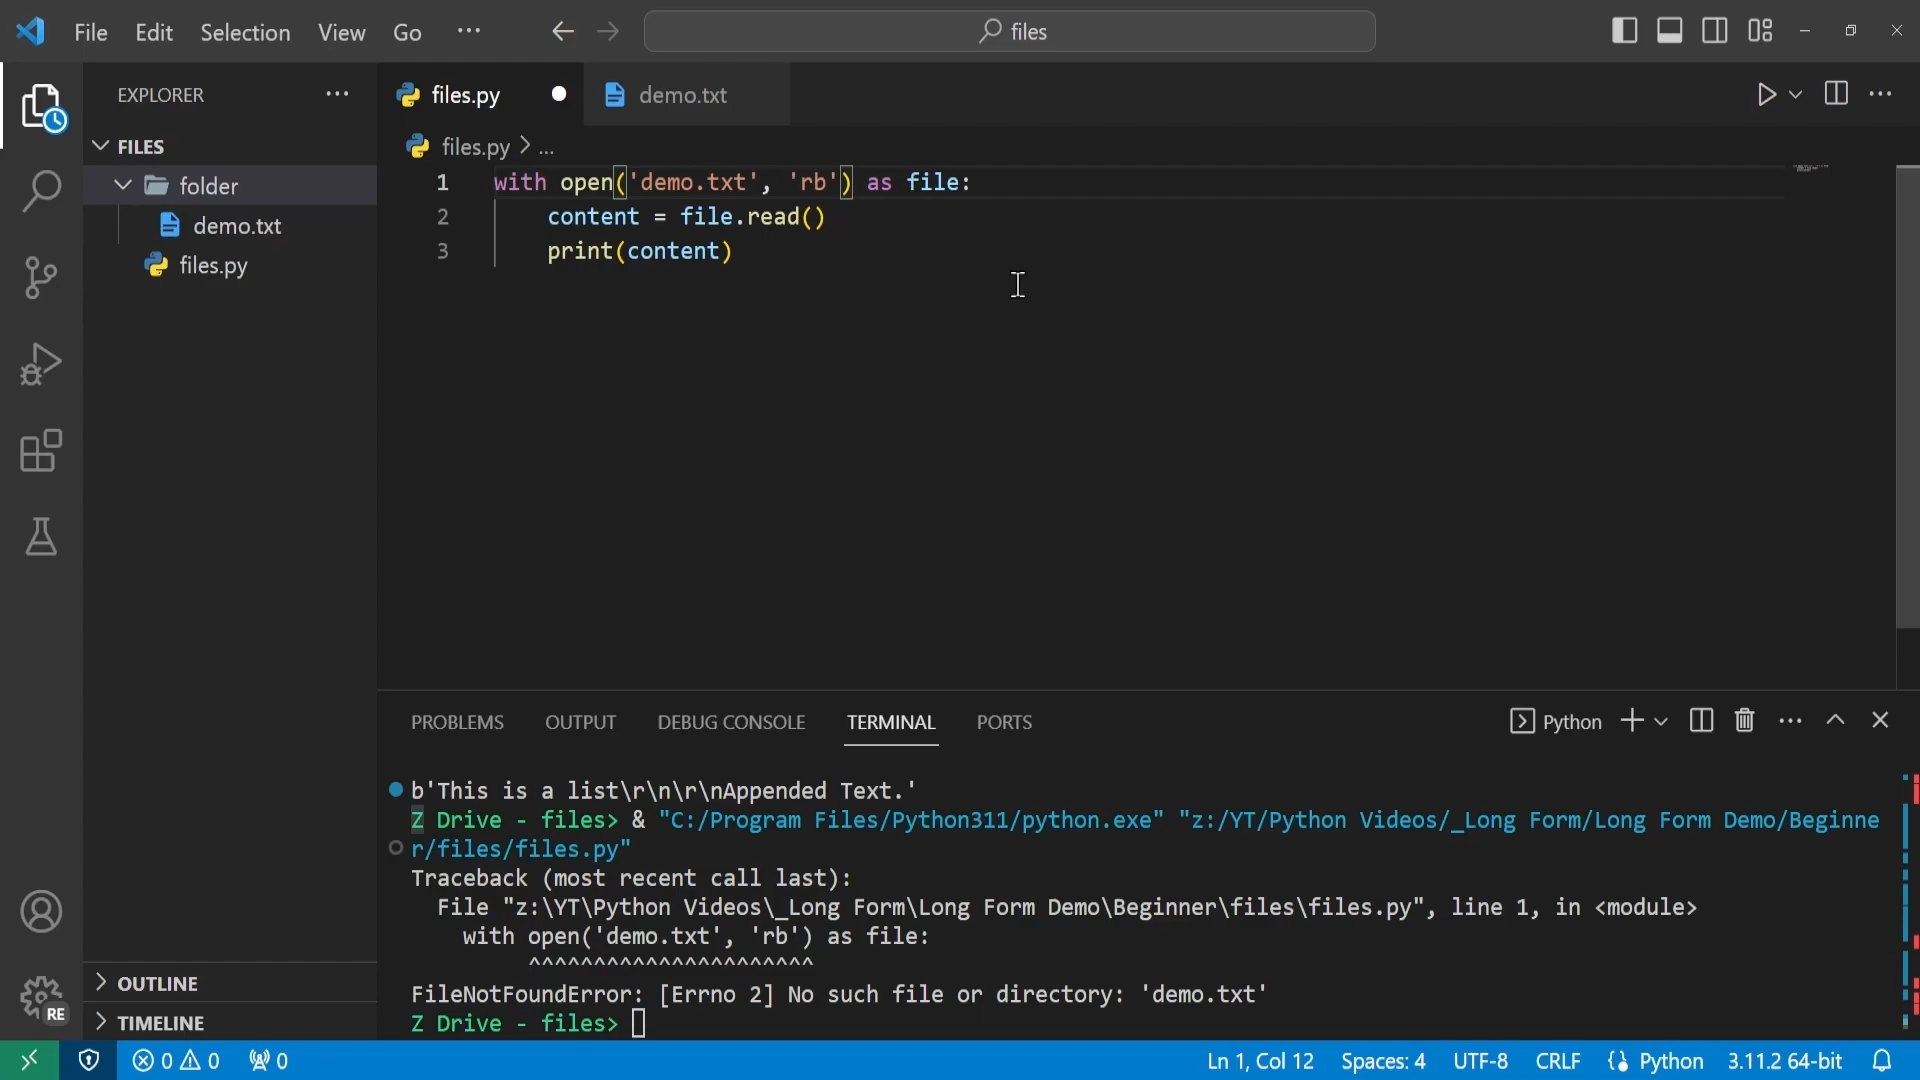 File Edit Selection View Go ··· files
EXPLORER ···
FILES
folder
demo.txt
files.py
OUTLINE
TIMELINE
RE
files.py demo.txt
files.py > ...
1 with open('demo.txt', 'rb') as file:
2 content = file.read()
3 print(content)
PROBLEMS OUTPUT DEBUG CONSOLE TERMINAL PORTS Python
b'This is a list\r\n\r\nAppended Text.'
Z Drive - files> & "C:/Program Files/Python311/python.exe" "z:/YT/Python Videos/_Long Form/Long Form Demo/Beginne
r/files/files.py"
Traceback (most recent call last):
File "z:\YT\Python Videos\_Long Form\Long Form Demo\Beginner\files\files.py", line 1, in <module>
with open('demo.txt', 'rb') as file:
^^^^^^^^^^^^^^^^^^^^^^
FileNotFoundError: [Errno 2] No such file or directory: 'demo.txt'
Z Drive - files>
0 0 0 Ln 1, Col 12 Spaces: 4 UTF-8 CRLF Python 3.11.2 64-bit